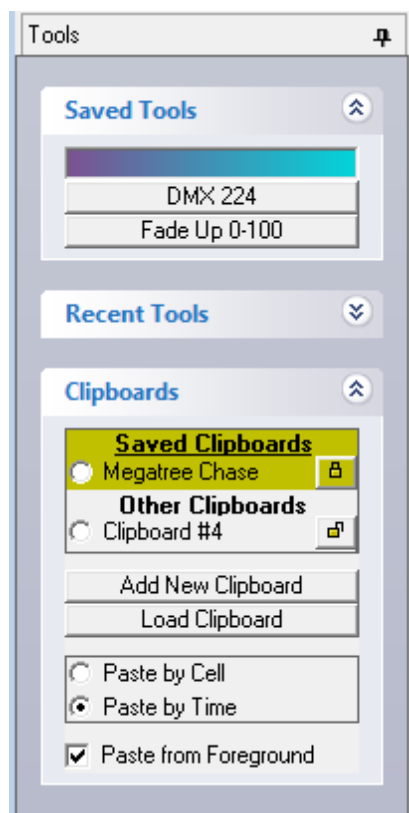 Tools
Saved Tools
DMX 224
Fade Up 0-100
Recent Tools
Clipboards
Saved Clipboards
Megatree Chase
Other Clipboards
Clipboard #4
Add New Clipboard
Load Clipboard
Paste by Cell
Paste by Time
Paste from Foreground